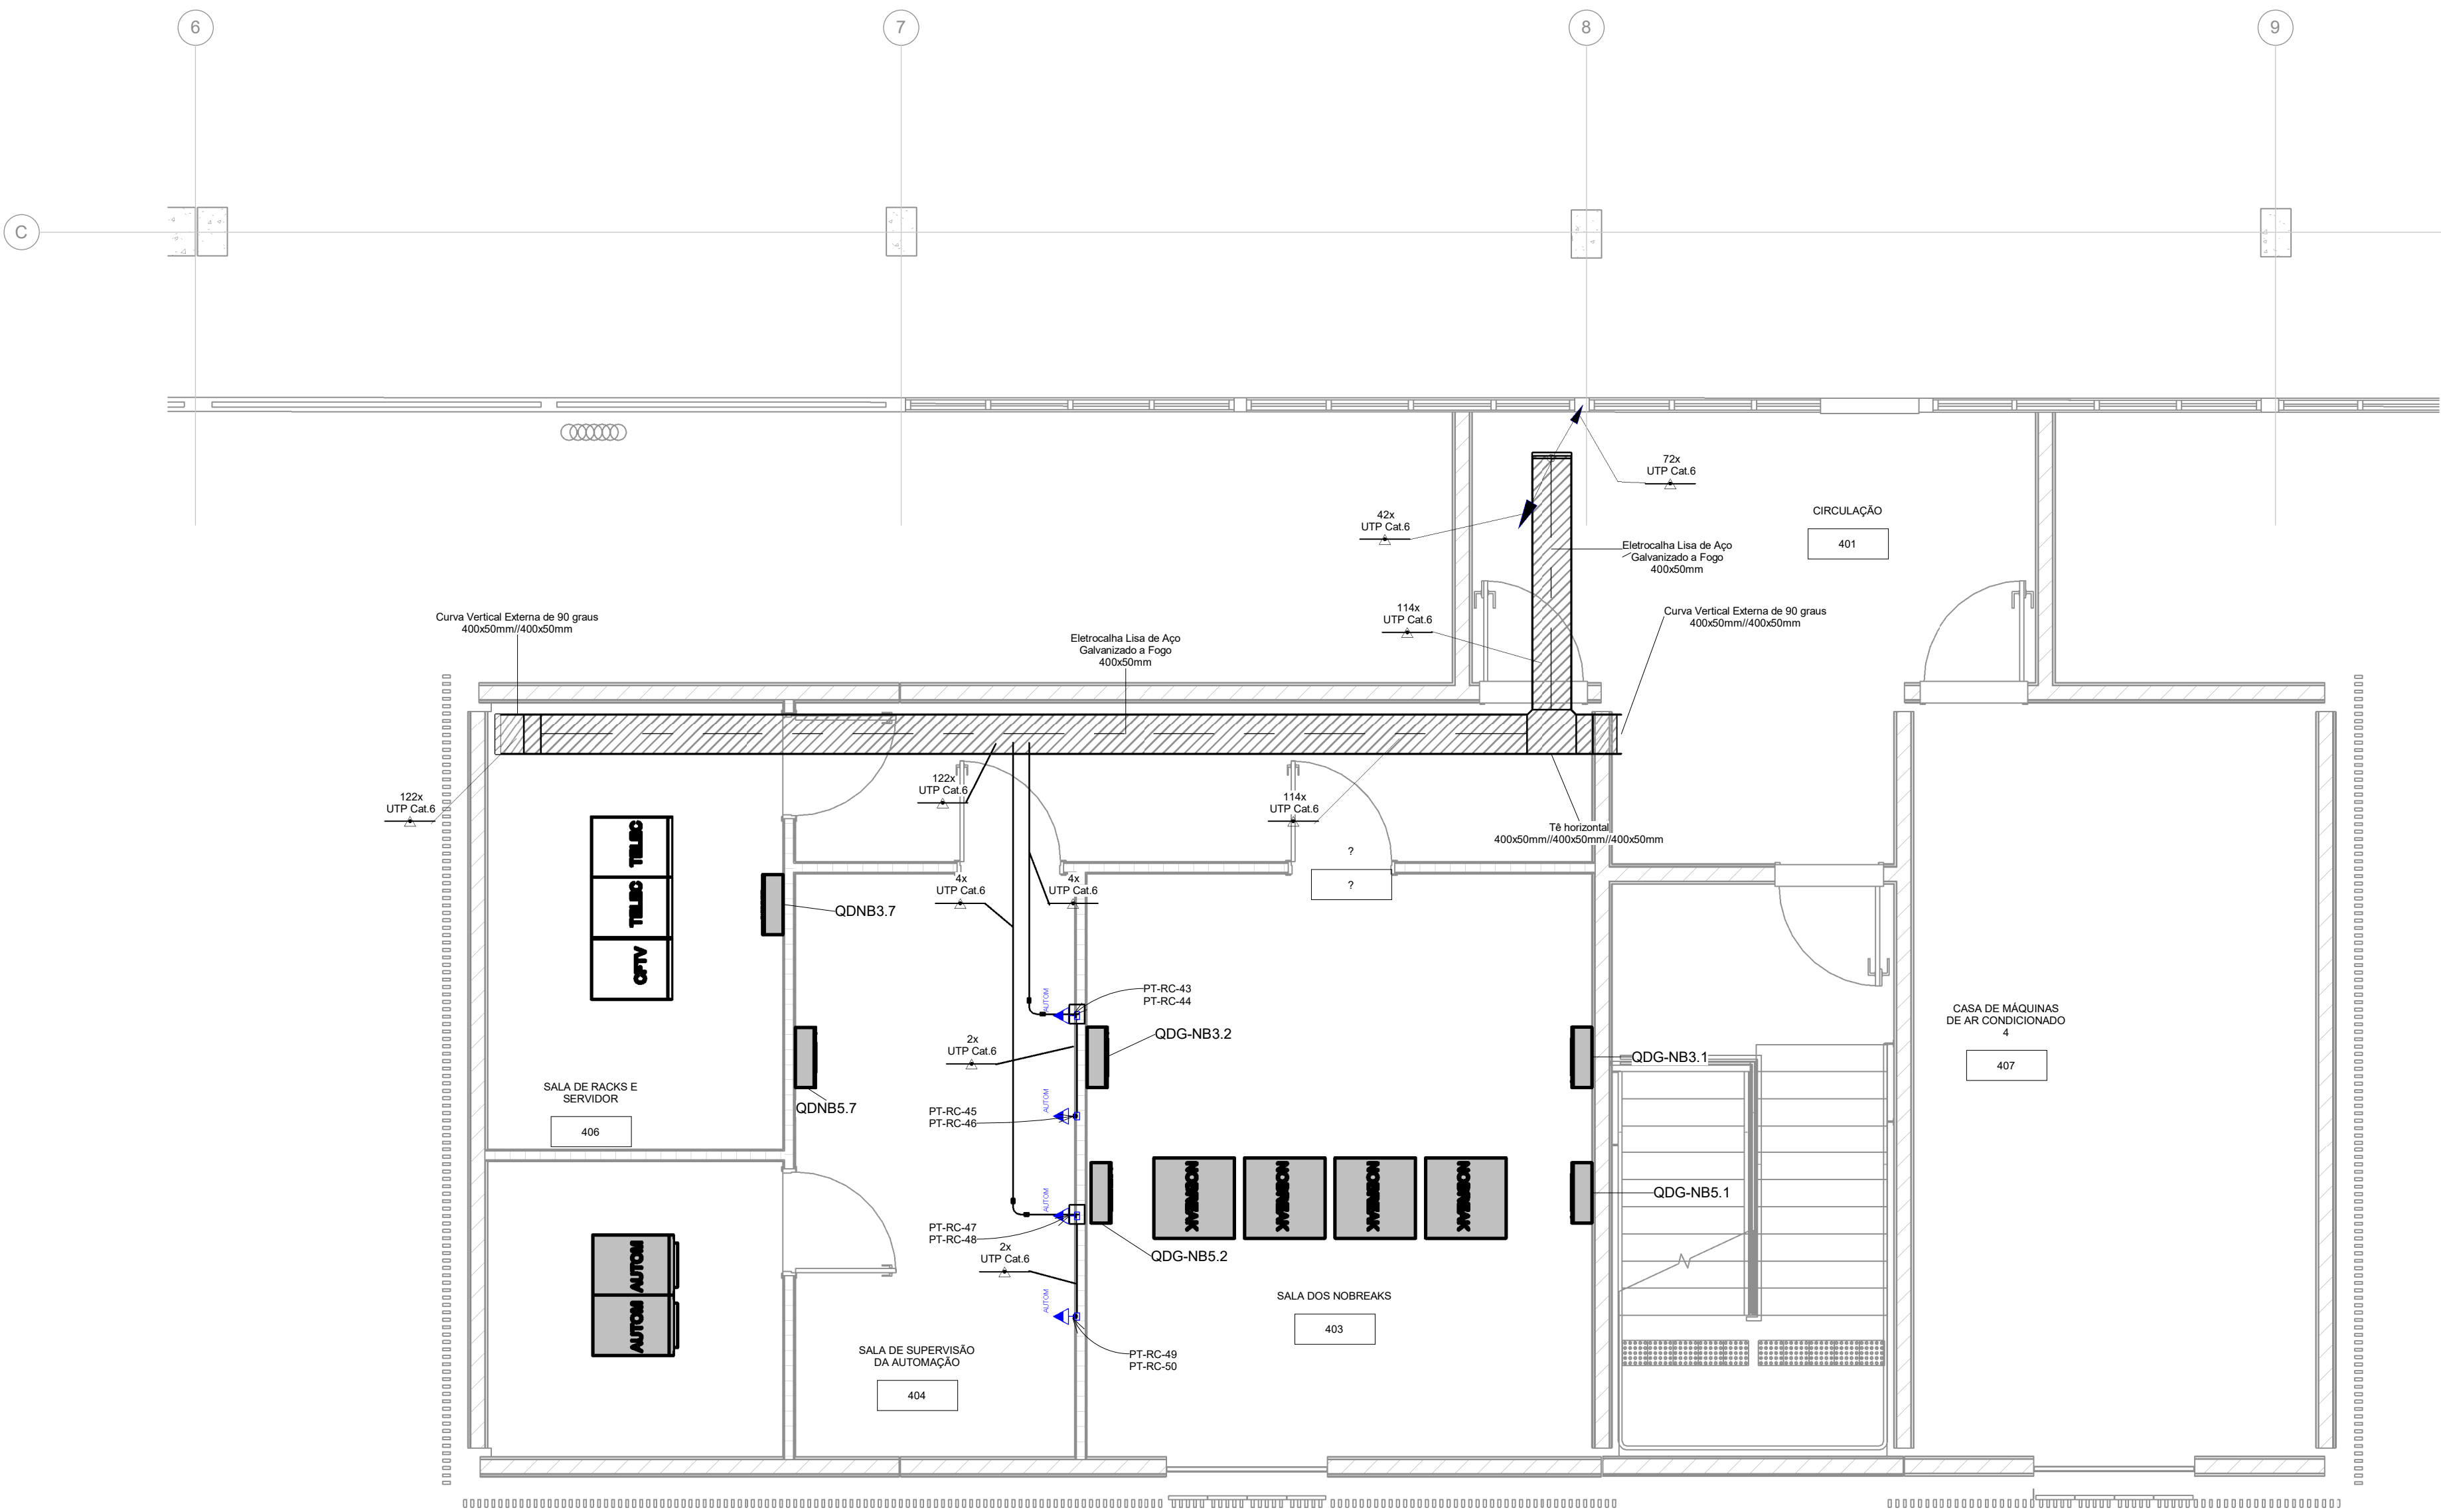 6
7
8
9
C
72x
UTP Cat.6
42x
UTP Cat.6
CIRCULAÇÃO
401
Eletrocalha Lisa de Aço
Galvanizado a Fogo
400x50mm
114x
UTP Cat.6
Curva Vertical Externa de 90 graus
400x50mm//400x50mm
Curva Vertical Externa de 90 graus
400x50mm//400x50mm
Eletrocalha Lisa de Aço
Galvanizado a Fogo
400x50mm
122x
UTP Cat.6
122x
UTP Cat.6
114x
UTP Cat.6
Tê horizontal
400x50mm//400x50mm//400x50mm
?
?
TELEC
TELEC
CFTV
4x
UTP Cat.6
4x
UTP Cat.6
QDNB3.7
AUTOM
PT-RC-43
PT-RC-44
QDG-NB3.2
2x
UTP Cat.6
QDG-NB3.1
CASA DE MÁQUINAS
DE AR CONDICIONADO
4
407
SALA DE RACKS E
SERVIDOR
406
QDNB5.7
AUTOM
PT-RC-45
PT-RC-46
NOBREAK
NOBREAK
NOBREAK
NOBREAK
QDG-NB5.1
AUTOM
PT-RC-47
PT-RC-48
QDG-NB5.2
2x
UTP Cat.6
AUTOM
AUTOM
AUTOM
SALA DOS NOBREAKS
403
PT-RC-49
PT-RC-50
SALA DE SUPERVISÃO
DA AUTOMAÇÃO
404